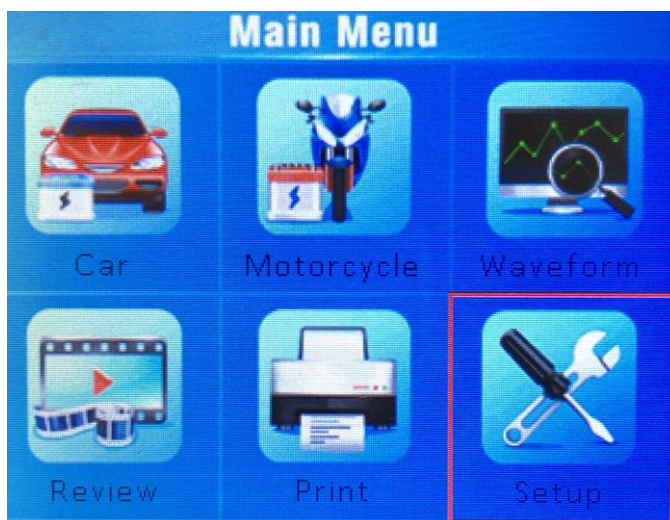 Main Menu
Car
Motorcycle
Waveform
Review
Print
Setup